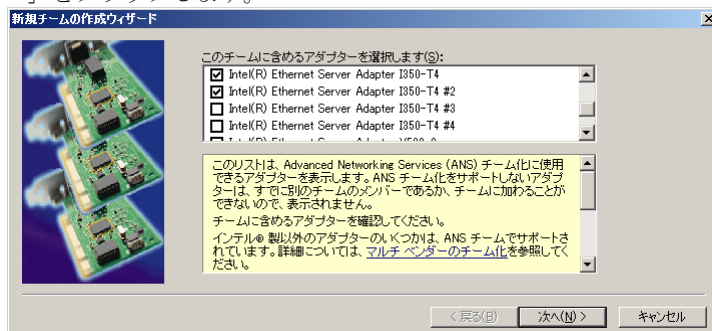 」をクリックします。
新規チームの作成ウィザード
このチームに含めるアダプターを選択します(S):
Intel(R) Ethernet Server Adapter I350-T4
Intel(R) Ethernet Server Adapter I350-T4 #2
Intel(R) Ethernet Server Adapter I350-T4 #3
Intel(R) Ethernet Server Adapter I350-T4 #4
このリストは、Advanced Networking Services (ANS) チーム化に使用
できるアダプターを表示します。ANS チーム化をサポートしないアダプ
ターは、すでに別のチームのメンバーであるか、チームに加わることが
できないので、表示されません。
チームに含めるアダプターを確認してください。
インテル® 製以外のアダプターのいくつかは、ANS チームでサポートさ
れています。詳細については、マルチ ベンダーのチーム化を参照してく
ださい。
< 戻る(B)
次へ(N) >
キャンセル